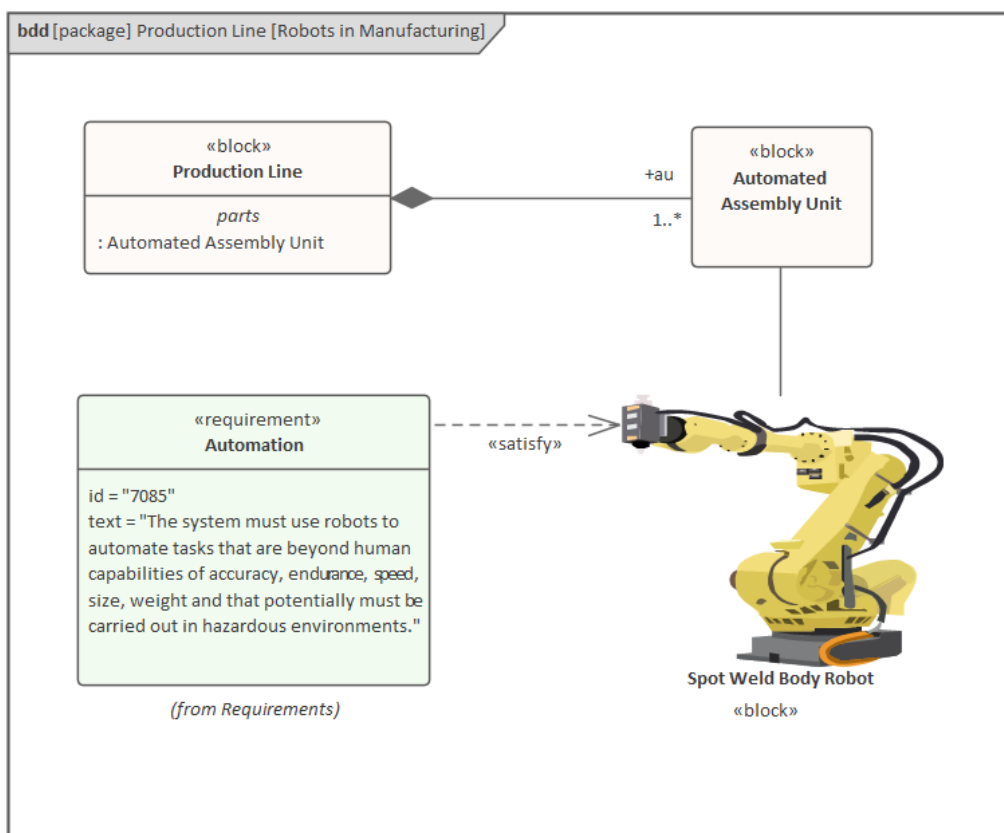 bdd [package] Production Line [Robots in Manufacturing]
«block»
Production Line
parts
: Automated Assembly Unit
+au
1..*
«block»
Automated
Assembly Unit
«requirement»
Automation
id = "7085"
text = "The system must use robots to
automate tasks that are beyond human
capabilities of accuracy, endurance, speed,
size, weight and that potentially must be
carried out in hazardous environments."
(from Requirements)
«satisfy»
Spot Weld Body Robot
«block»